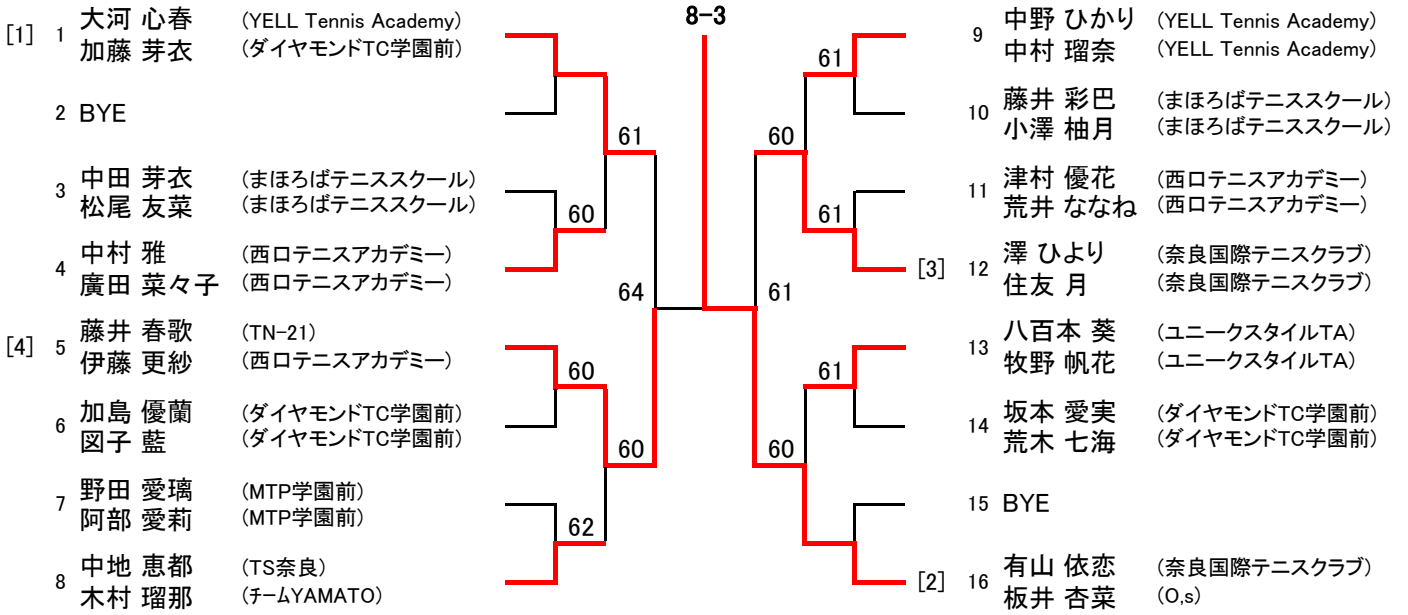 8-3
[1] 1 大河 心春 (YELL Tennis Academy)
加藤 芽衣 (ダイヤモンドTC学園前)
2 BYE
61
3 中田 芽衣 (まほろばテニススクール)
松尾 友菜 (まほろばテニススクール)
60
4 中村 雅 (西口テニスアカデミー)
廣田 菜々子 (西口テニスアカデミー)
64
[4] 5 藤井 春歌 (TN-21)
伊藤 更紗 (西口テニスアカデミー)
60
6 加島 優蘭 (ダイヤモンドTC学園前)
図子 藍 (ダイヤモンドTC学園前)
60
7 野田 愛璃 (MTP学園前)
阿部 愛莉 (MTP学園前)
62
8 中地 恵都 (TS奈良)
木村 瑠那 (チームYAMATO)
9 中野 ひかり (YELL Tennis Academy)
中村 瑠奈 (YELL Tennis Academy)
61
10 藤井 彩巴 (まほろばテニススクール)
小澤 柚月 (まほろばテニススクール)
60
11 津村 優花 (西口テニスアカデミー)
荒井 ななね (西口テニスアカデミー)
61
[3] 12 澤 ひより (奈良国際テニスクラブ)
住友 月 (奈良国際テニスクラブ)
61
13 八百本 葵 (ユニークスタイルTA)
牧野 帆花 (ユニークスタイルTA)
61
14 坂本 愛実 (ダイヤモンドTC学園前)
荒木 七海 (ダイヤモンドTC学園前)
60
15 BYE
[2] 16 有山 依恋 (奈良国際テニスクラブ)
板井 杏菜 (O,s)